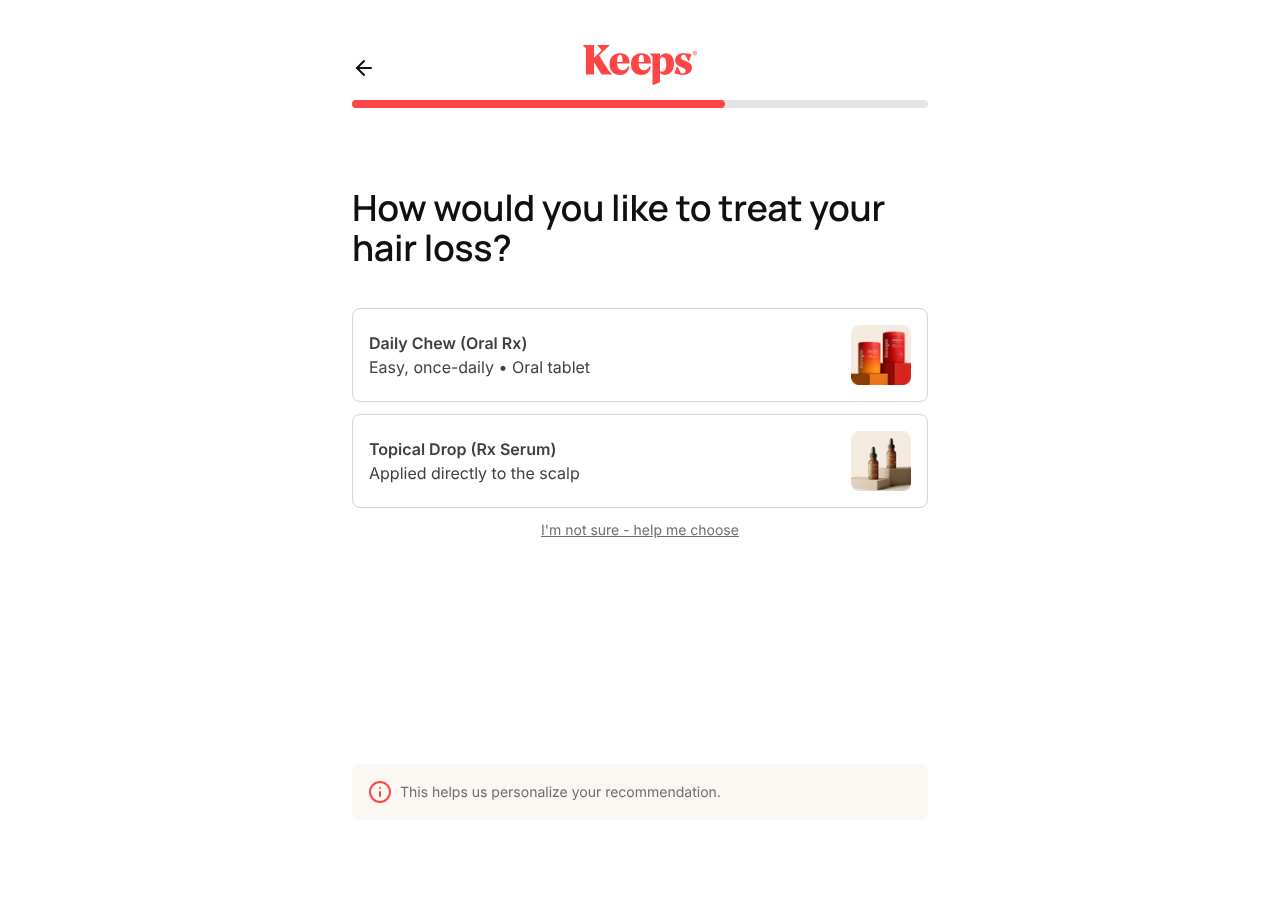 Keeps®
How would you like to treat your
hair loss?
Daily Chew (Oral Rx)
Easy, once-daily • Oral tablet
Topical Drop (Rx Serum)
Applied directly to the scalp
I'm not sure - help me choose
This helps us personalize your recommendation.